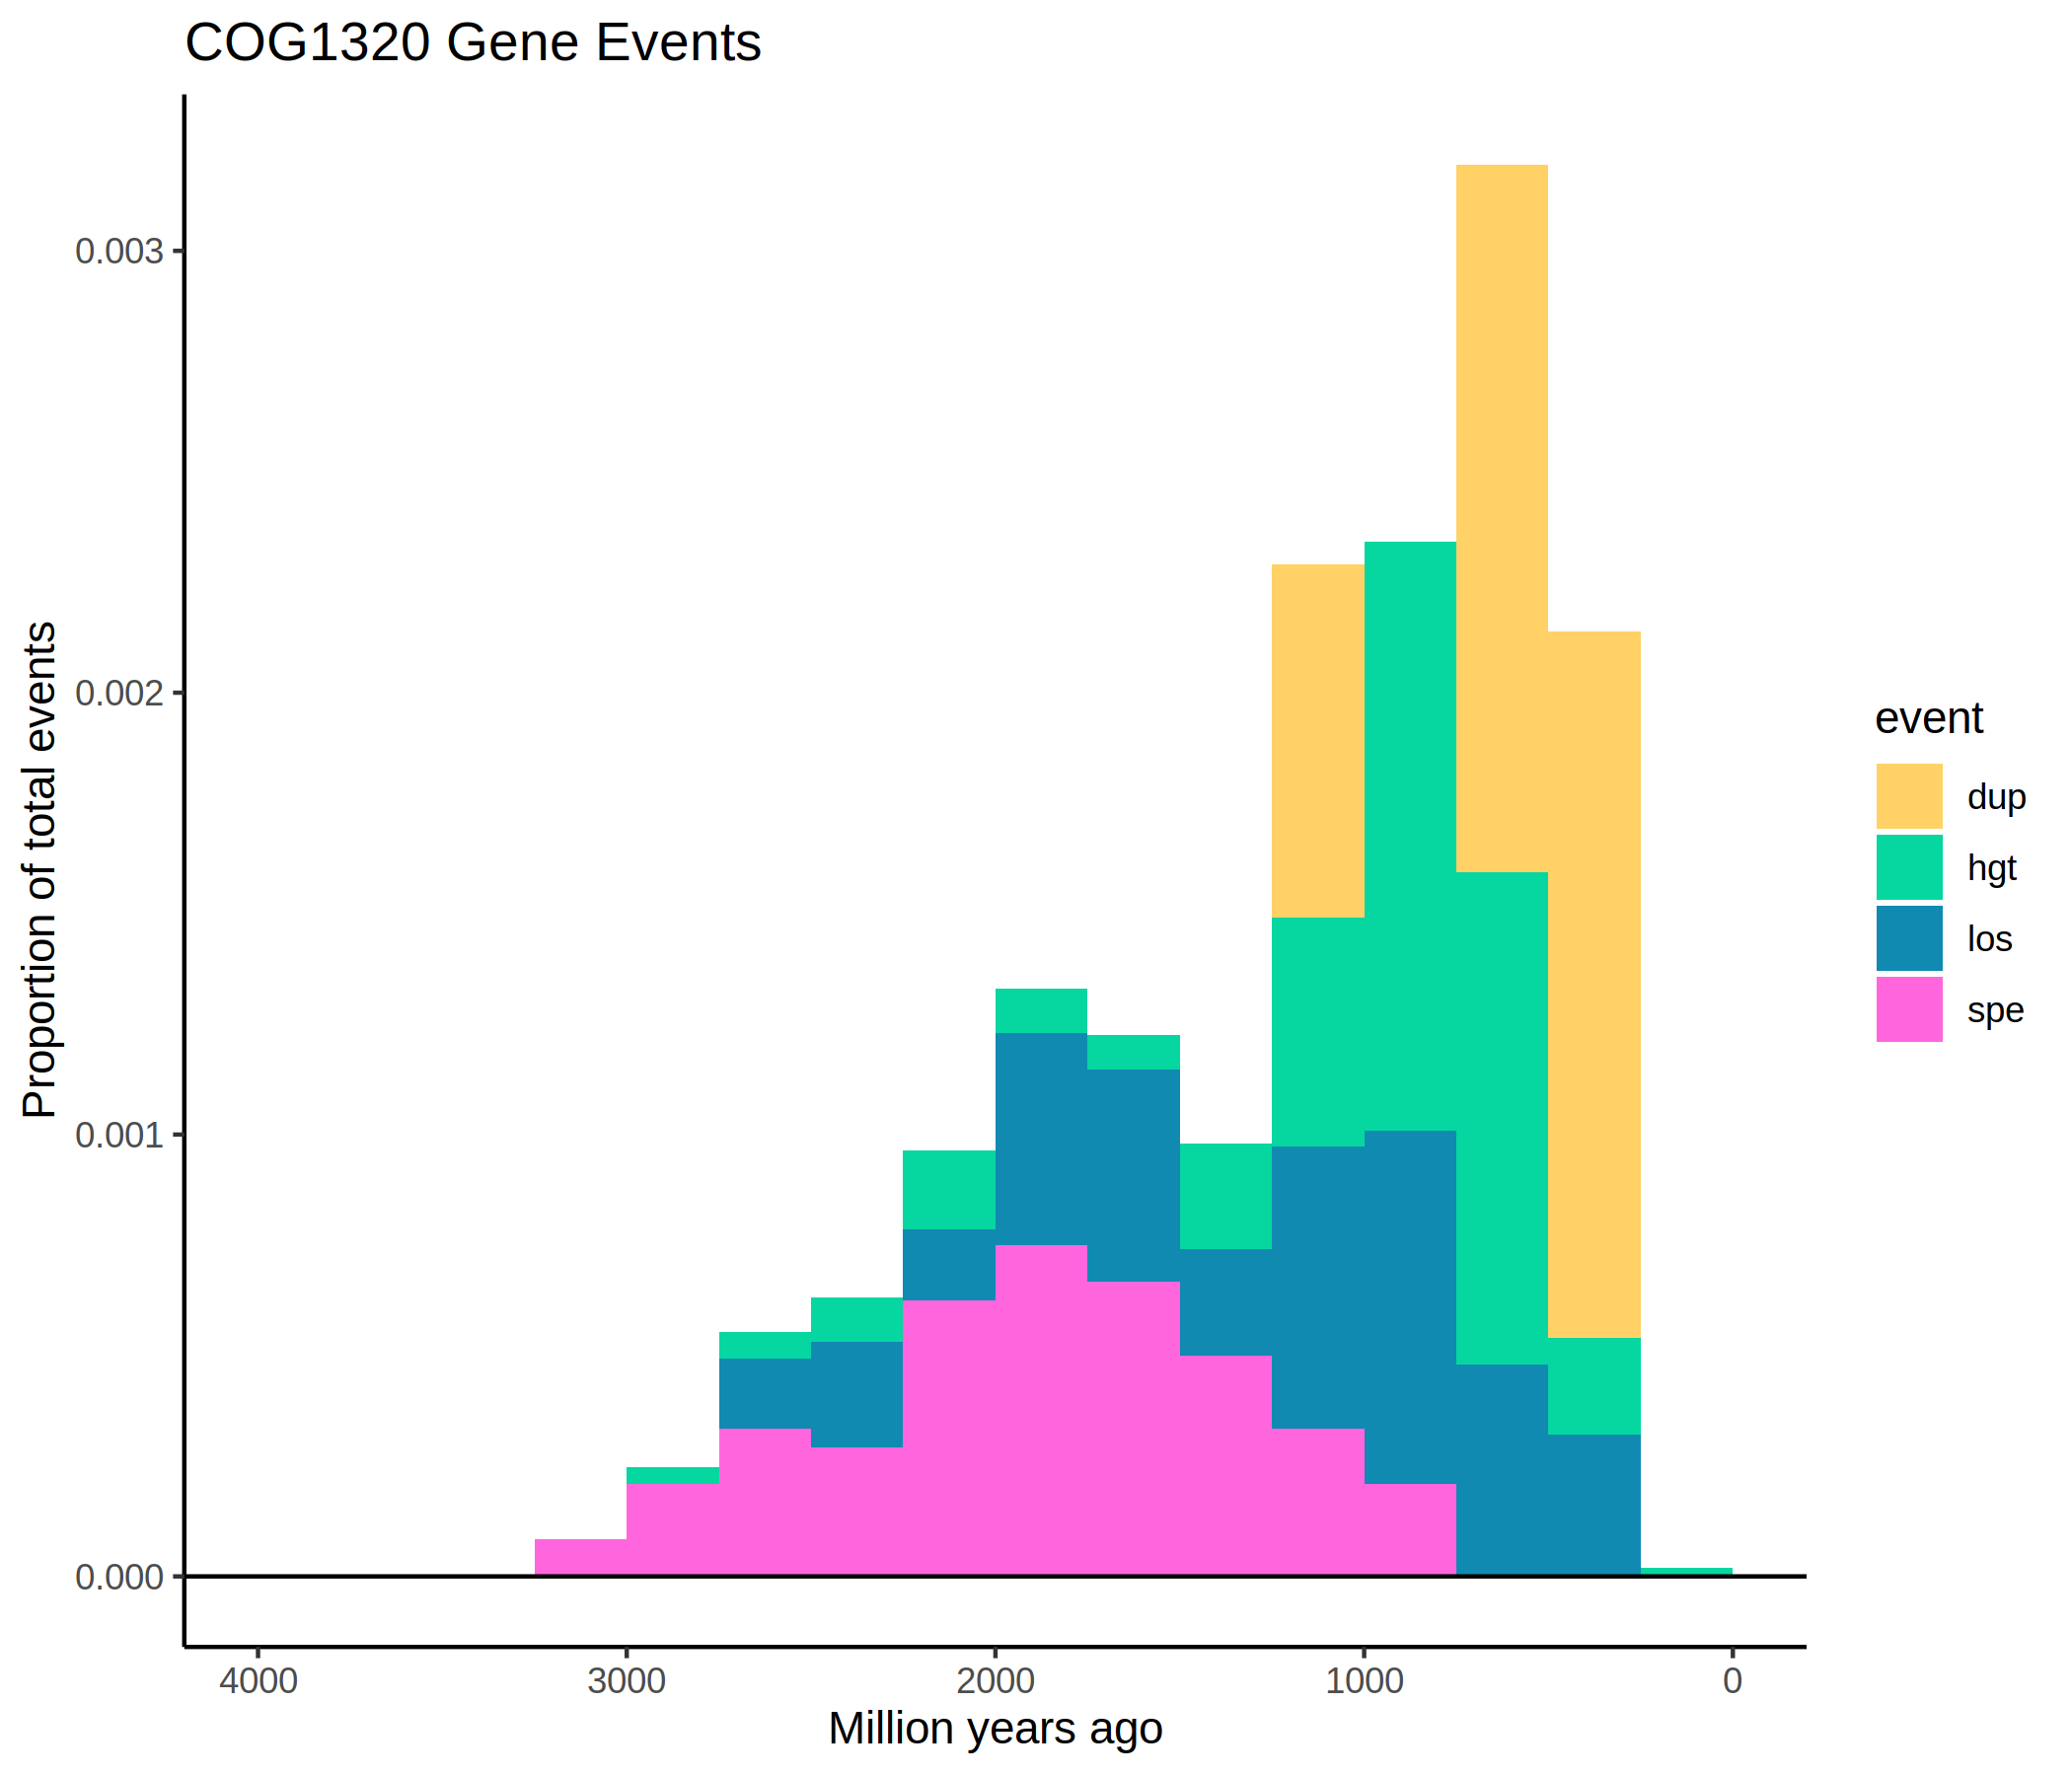 COG1320 Gene Events
Proportion of total events
0.003
0.002
0.001
0.000
4000
3000
2000
1000
0
Million years ago
event
dup
hgt
los
spe